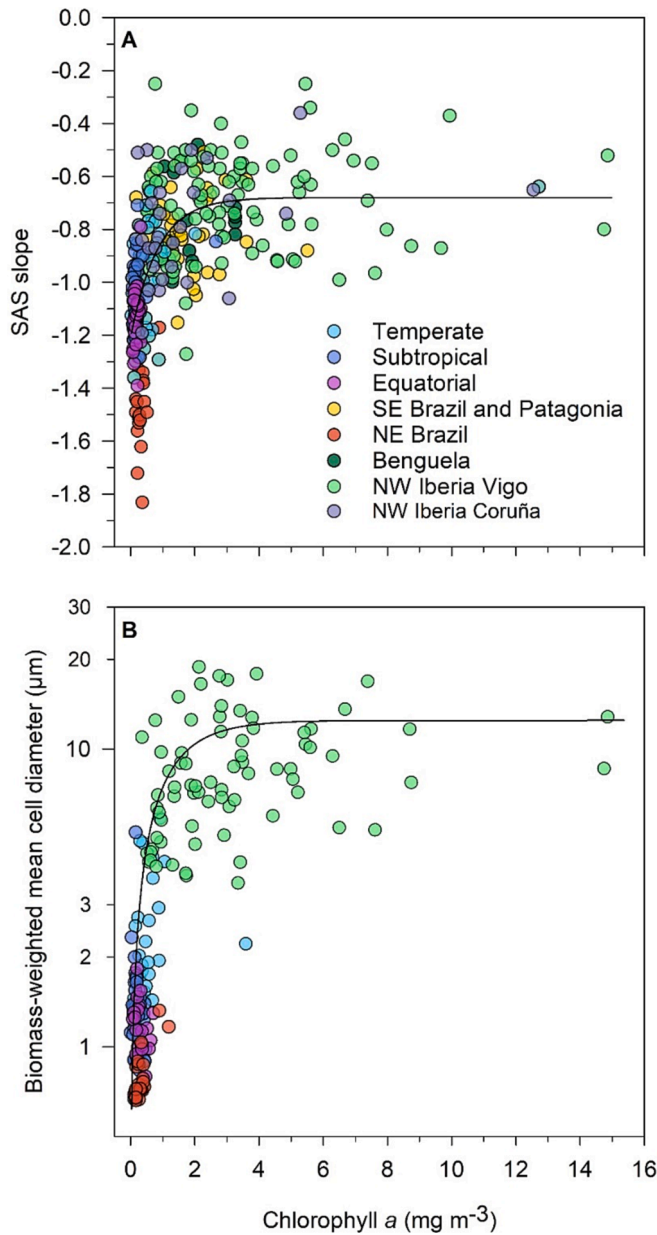 A
0.0
-0.2
-0.4
-0.6
-0.8
-1.0
-1.2
-1.4
-1.6
-1.8
-2.0
SAS slope
Temperate
Subtropical
Equatorial
SE Brazil and Patagonia
NE Brazil
Benguela
NW Iberia Vigo
NW Iberia Coruña
B
30
20
10
3
2
1
Biomass-weighted mean cell diameter (µm)
0 2 4 6 8 10 12 14 16
Chlorophyll a (mg m-3)